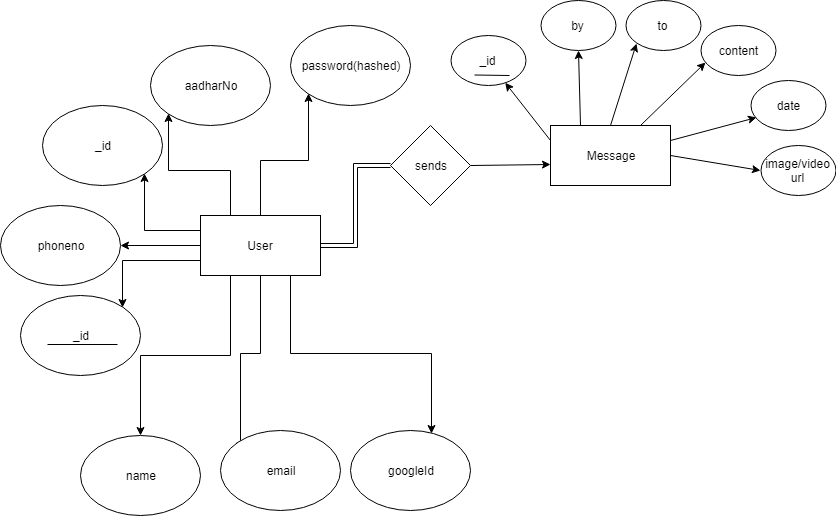 by
to
content
_id
password(hashed)
aadharNo
date
_id
Message
sends
image/video
url
phoneno
User
_id
name
email
googleId